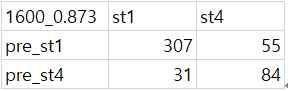 1600_0.873 st1 st4
pre_st1 307 55
pre_st4 31 84